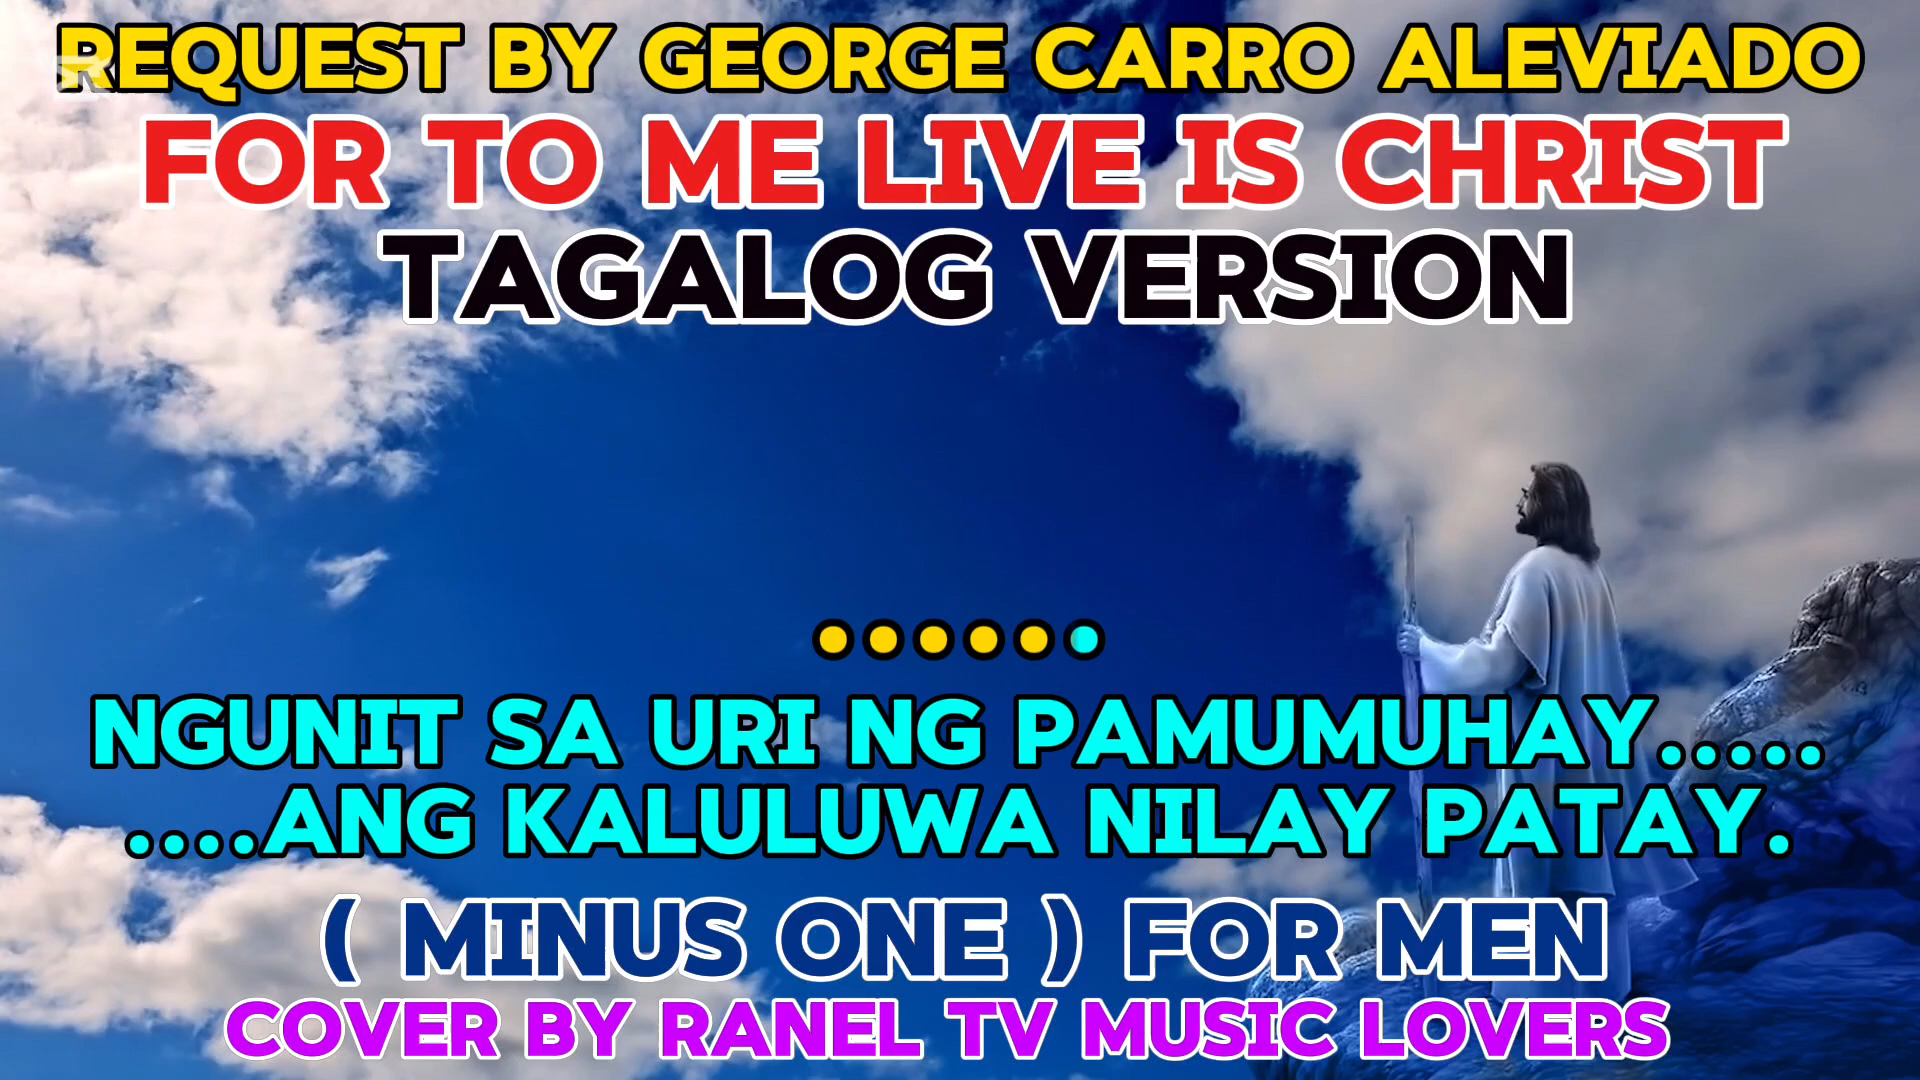 REQUEST BY GEORGE CARRO ALEVIADO
FOR TO ME LIVE IS CHRIST
TAGALOG VERSION
NGUNIT SA URI NG PAMUMUHAY.....
....ANG KALULUWA NILAY PATAY.
( MINUS ONE ) FOR MEN
COVER BY RANEL TV MUSIC LOVERS